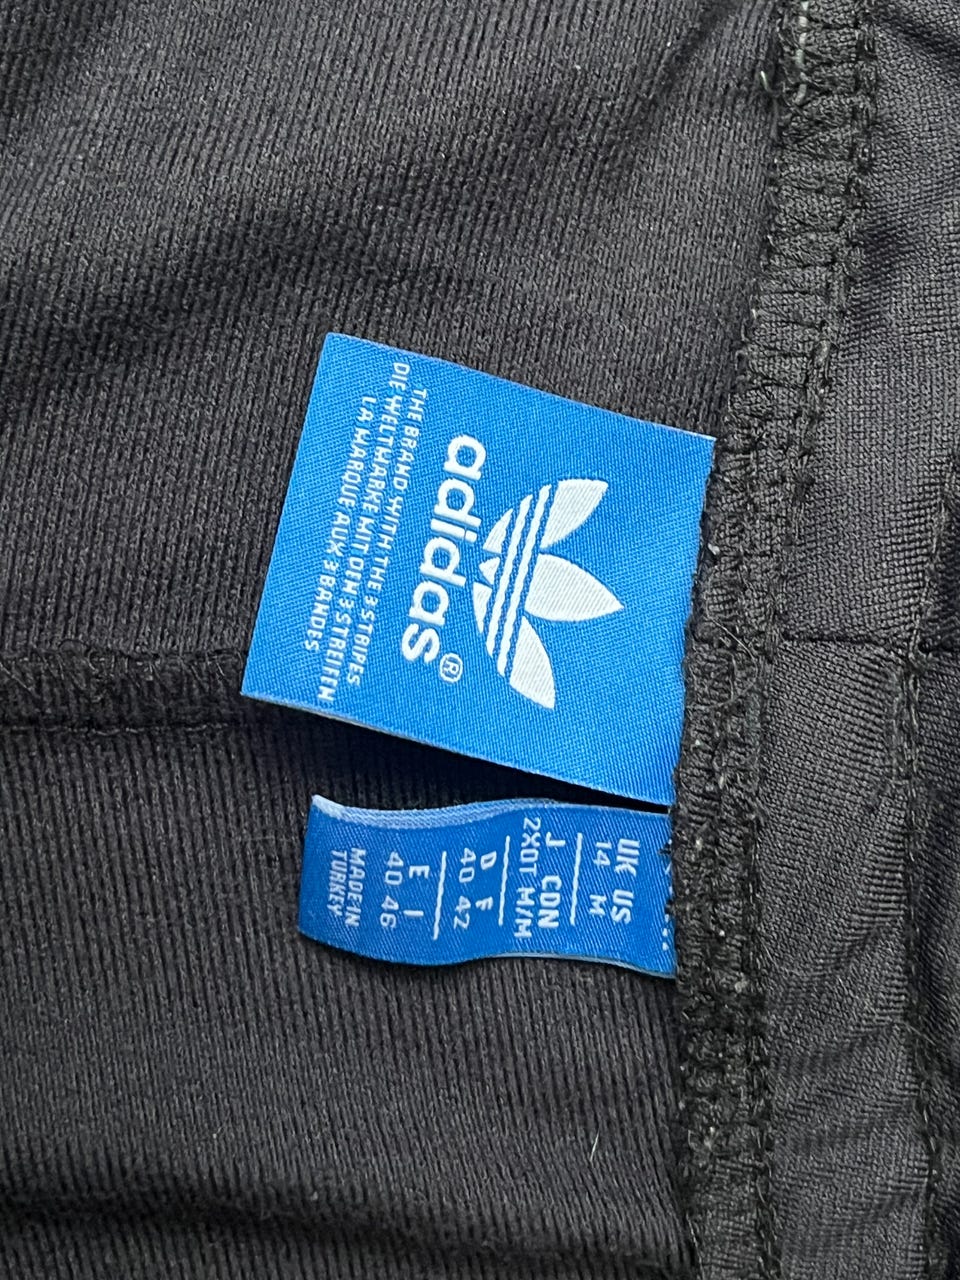 adidas®
THE BRAND WITH THE 3 STRIPES
DIE WELTMARKE MIT DEN 3 STREIFEN
LA MARQUE AUX 3 BANDES
UK US
14 M
J CDN
2XOT M/M
D F
40 42
E I
40 46
MADE IN
TURKEY